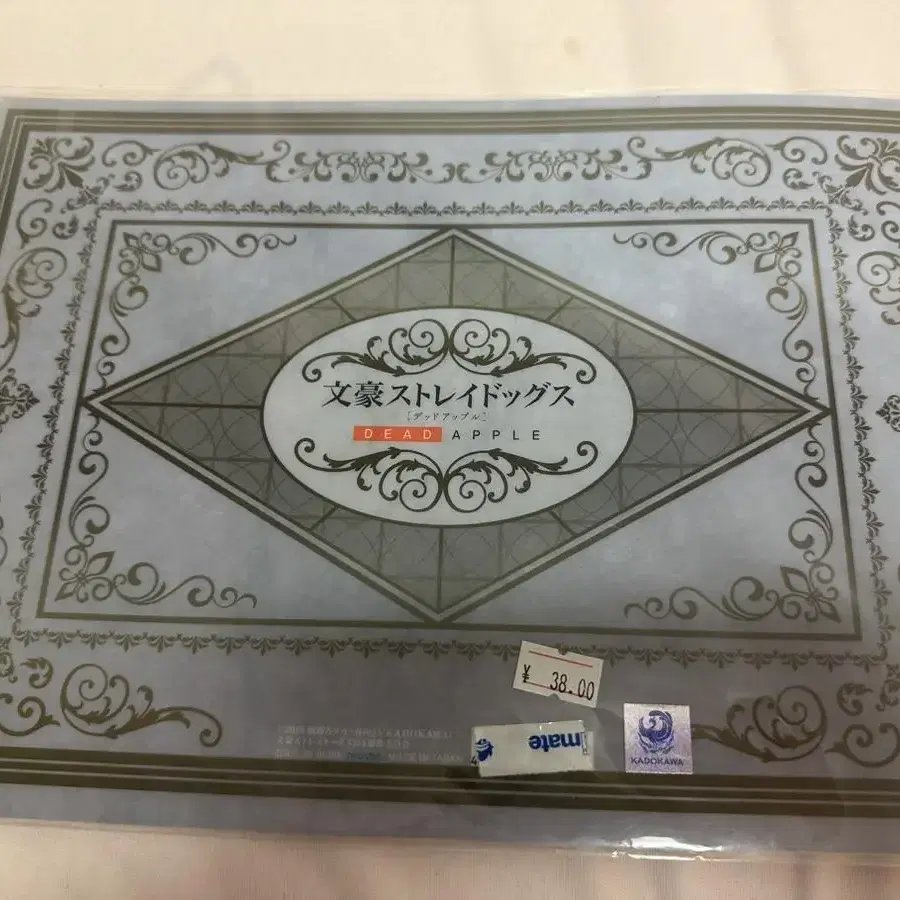 文豪ストレイドッグス
[デッドアップル]
DEAD APPLE
¥ 38.00
mate
KADOKAWA
KADOKAWA
MADE IN JAPAN